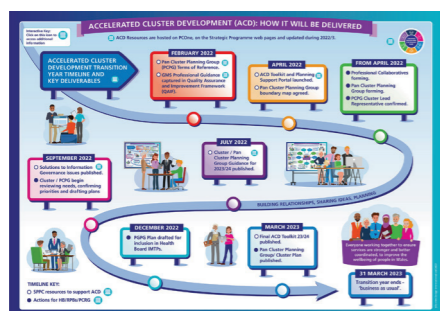 ACCELERATED CLUSTER DEVELOPMENT (ACD): HOW IT WILL BE DELIVERED
Interactive key:
Click on icon to
access additional
information
ACD Resources are hosted on PCOne, on the Strategic Programme web pages and updated during 2022/3.
ACCELERATED CLUSTER
DEVELOPMENT TRANSITION
YEAR TIMELINE AND
KEY DELIVERABLES
FEBRUARY 2022
Pan Cluster Planning Group
(PCPG) Terms of Reference.
GMS Professional Guidance
captured in Quality Assurance
and Improvement Framework
(QAIF).
APRIL 2022
ACD Toolkit and Planning
Support Portal launched.
Pan Cluster Planning Group
boundary map agreed.
FROM APRIL 2022
Professional Collaboratives
forming.
Pan Cluster Planning
Group forming.
PCPG Cluster Lead
Representative confirmed.
SEPTEMBER 2022
Solutions to Information
Governance issues published.
Cluster / PCPG begin
reviewing needs, confirming
priorities and drafting plans
JULY 2022
Cluster / Pan
Cluster Planning
Group Guidance for
2023/24 published.
BUILDING RELATIONSHIPS, SHARING IDEAS, PLANNING
DECEMBER 2022
PGPG Plan drafted for
inclusion in Health
Board IMTPs.
MARCH 2023
Final ACD Toolkit 23/24
published.
Pan Cluster Planning
Group/ Cluster Plan
published.
Everyone working together to ensure
services are stronger and better
coordinated, to improve the
wellbeing of people in Wales.
31 MARCH 2023
Transition year ends -
'business as usual'.
TIMELINE KEY:
SPPC resources to support ACD
Actions for HB/RPBs/PCBG